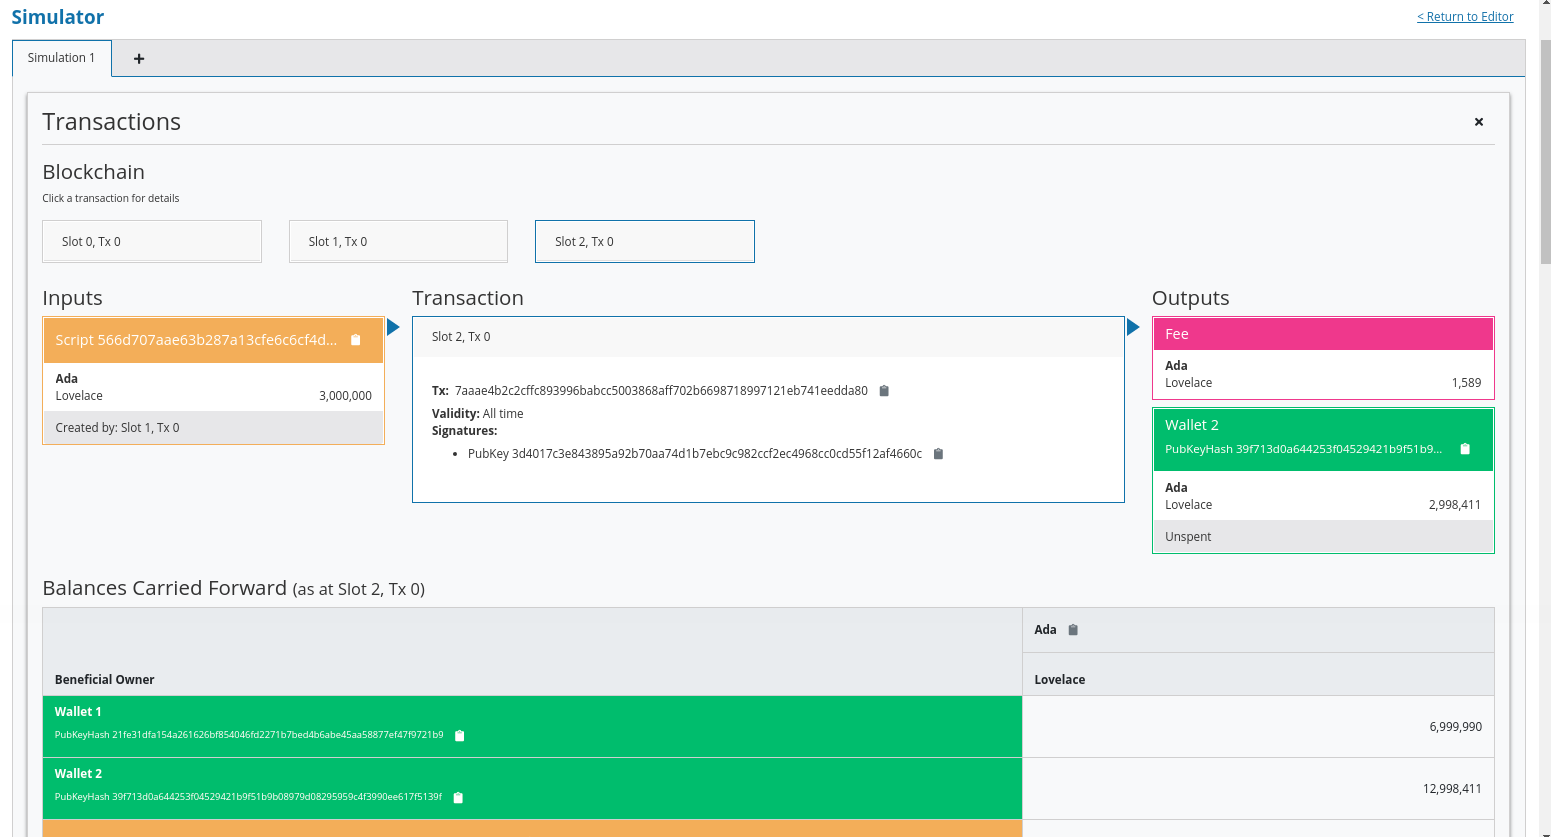 Simulator
< Return to Editor
Simulation 1
+
Transactions
×
Blockchain
Click a transaction for details
Slot 0, Tx 0
Slot 1, Tx 0
Slot 2, Tx 0
Inputs
Script 566d707aae63b287a13cfe6c6cf4d...
Ada
Lovelace 3,000,000
Created by: Slot 1, Tx 0
Transaction
Slot 2, Tx 0
Tx: 7aaae4b2c2cffc893996babcc5003868aff702b6698718997121eb741eedda80
Validity: All time
Signatures:
• PubKey 3d4017c3e843895a92b70aa74d1b7ebc9c982ccf2ec4968cc0cd55f12af4660c
Outputs
Fee
Ada
Lovelace 1,589
Wallet 2
PubKeyHash 39f713d0a644253f04529421b9f51b9...
Ada
Lovelace 2,998,411
Unspent
Balances Carried Forward (as at Slot 2, Tx 0)
Ada
Beneficial Owner Lovelace
Wallet 1
PubKeyHash 21fe31dfa154a261626bf854046fd2271b7bed4b6abe45aa58877ef47f9721b9
6,999,990
Wallet 2
PubKeyHash 39f713d0a644253f04529421b9f51b9b08979d08295959c4f3990ee617f5139f
12,998,411